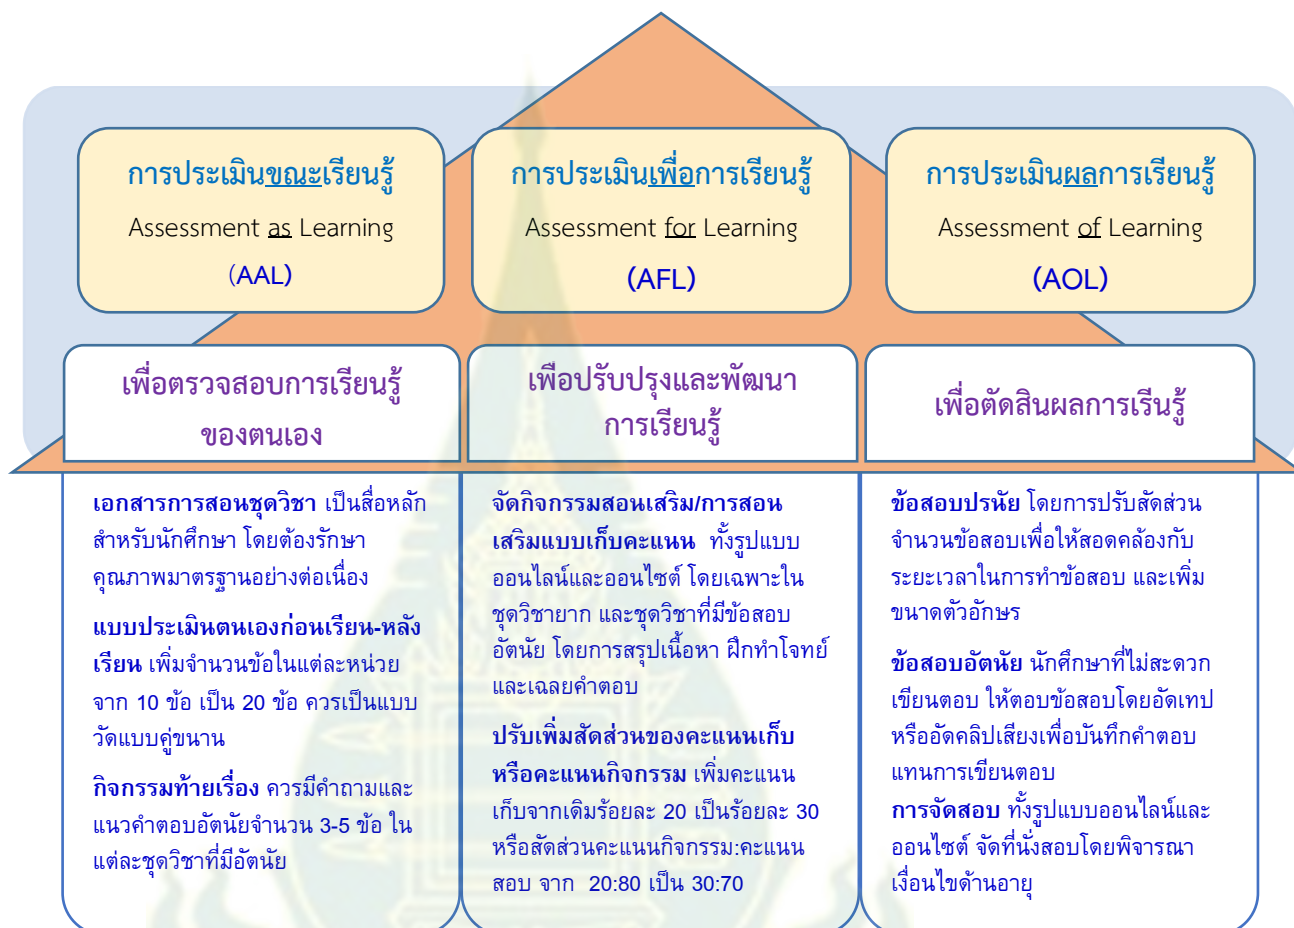 การประเมินขณะเรียนรู้
Assessment as Learning
(AAL)
การประเมินเพื่อการเรียนรู้
Assessment for Learning
(AFL)
การประเมินผลการเรียนรู้
Assessment of Learning
(AOL)
เพื่อตรวจสอบการเรียนรู้
ของตนเอง
เพือปรับปรุงและพัฒนา
การเรียนรู้
เพื่อตัดสินผลการเรีนรู้
เอกสารการสอนชุดวิชา เป็นสื่อหลัก
สำหรับนักศึกษา โดยต้องรักษา
คุณภาพมาตรฐานอย่างต่อเนื่อง
แบบประเมินตนเองก่อนเรียน-หลัง
เรียน เพิ่มจำนวนข้อในแต่ละหน่วย
จาก 10 ข้อ เป็น 20 ข้อ ควรเป็นแบบ
วัดแบบคู่ขนาน
กิจกรรมท้ายเรื่อง ควรมีคำถามและ
แนวคำตอบอัตนัยจำนวน 3-5 ข้อ ใน
แต่ละชุดวิชาที่มีอัตนัย
จัดกิจกรรมสอนเสริม/การสอน
เสริมแบบเก็บคะแนน ทั้งรูปแบบ
ออนไลน์และออนไซต์ โดยเฉพาะใน
ชุดวิชายาก และชุดวิชาที่มีข้อสอบ
อัตนัย โดยการสรุปเนื้อหา ฝึกทำโจทย์
และเฉลยคำตอบ
ปรับเพิ่มสัดส่วนของคะแนนเก็บ
หรือคะแนนกิจกรรม เพิ่มคะแนน
เก็บจากเดิมร้อยละ 20 เป็นร้อยละ 30
หรือสัดส่วนคะแนนกิจกรรม:คะแนน
สอบ จาก 20:80 เป็น 30:70
ข้อสอบปรนัย โดยการปรับสัดส่วน
จำนวนข้อสอบเพื่อให้สอดคล้องกับ
ระยะเวลาในการทำข้อสอบ และเพิ่ม
ขนาดตัวอักษร
ข้อสอบอัตนัย นักศึกษาที่ไม่สะดวก
เขียนตอบ ให้ตอบข้อสอบโดยอัดเทป
หรืออัดคลิปเสียงเพื่อบันทึกคำตอบ
แทนการเขียนตอบ
การจัดสอบ ทั้งรูปแบบออนไลน์และ
ออนไซต์ จัดที่นั่งสอบโดยพิจารณา
เงื่อนไขด้านอายุ